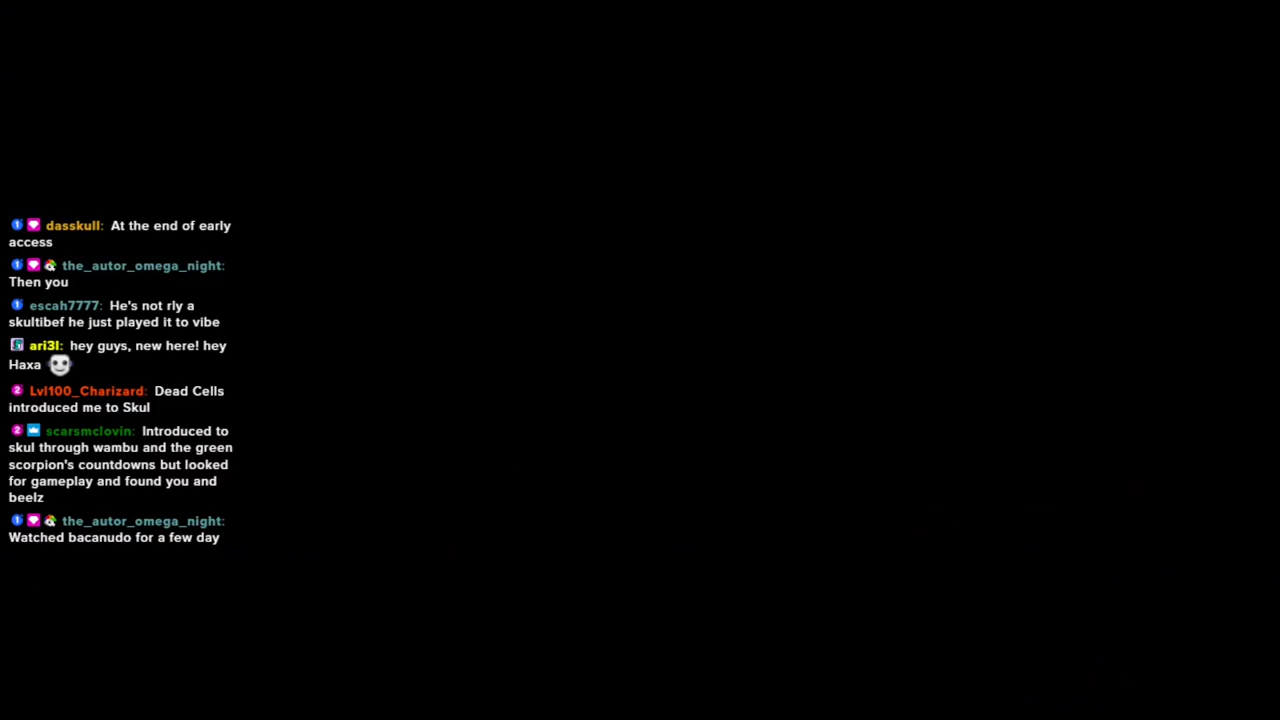 dasskull: At the end of early
access
the_autor_omega_night:
Then you
escah7777: He's not rly a
skultibef he just played it to vibe
ari3l: hey guys, new here! hey
Haxa
Lvl100_Charizard: Dead Cells
introduced me to Skul
scarsmclovin: Introduced to
skul through wambu and the green
scorpion's countdowns but looked
for gameplay and found you and
beelz
the_autor_omega_night:
Watched bacanudo for a few day